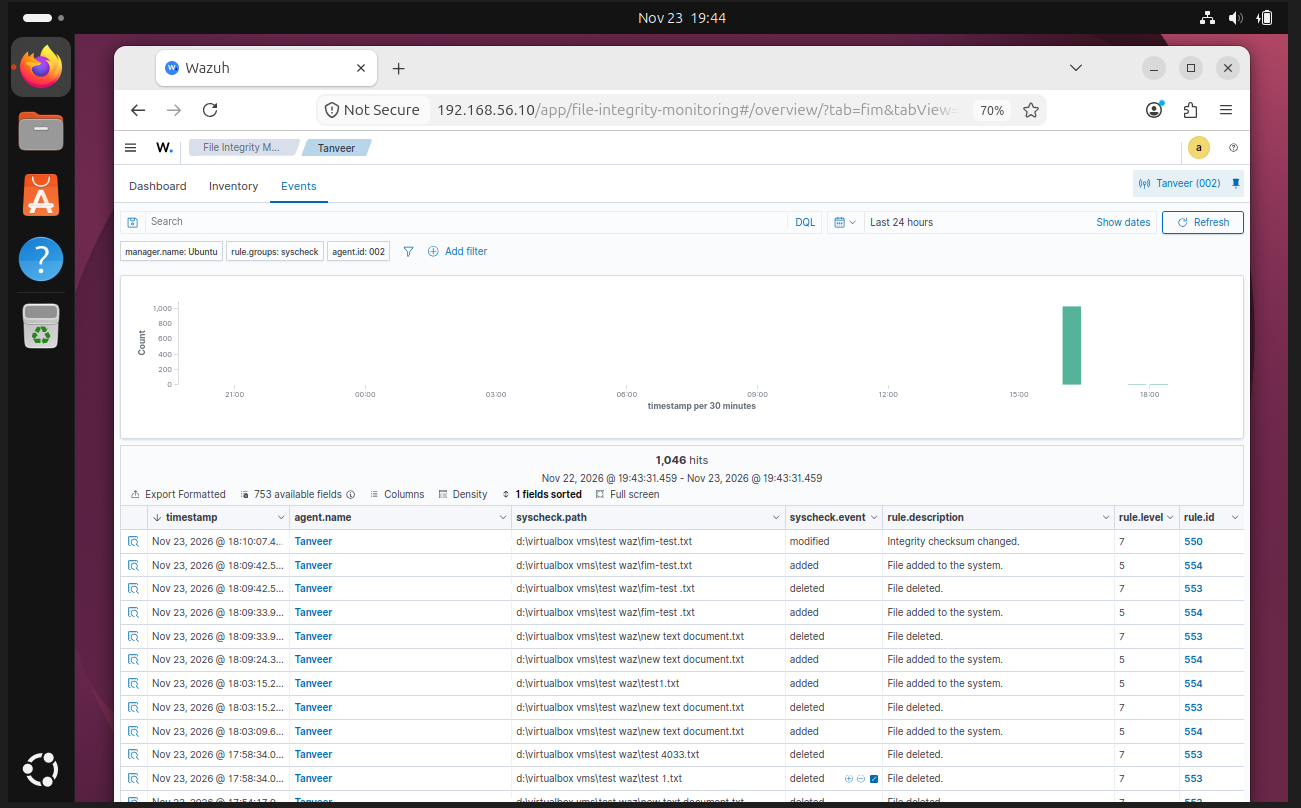 Nov 23 19:44
Wazuh
Not Secure 192.168.56.10/app/file-integrity-monitoring#/overview/?tab=fim&tabView= 70%
W. File Integrity M... Tanveer a
Dashboard Inventory Events Tanveer (002)
Search DQL Last 24 hours Show dates Refresh
manager.name: Ubuntu rule.groups: syscheck agent.id: 002 Add filter
Count
1,000
800
600
400
200
0
21:00 00:00 03:00 06:00 09:00 12:00 15:00 18:00
timestamp per 30 minutes
1,046 hits
Nov 22, 2026 @ 19:43:31.459 - Nov 23, 2026 @ 19:43:31.459
Export Formatted 753 available fields Columns Density 1 fields sorted Full screen
timestamp agent.name syscheck.path syscheck.event rule.description rule.level rule.id
Nov 23, 2026 @ 18:10:07.4... Tanveer d:\virtualbox vms\test waz\fim-test.txt modified Integrity checksum changed. 7 550
Nov 23, 2026 @ 18:09:42.5... Tanveer d:\virtualbox vms\test waz\fim-test.txt added File added to the system. 5 554
Nov 23, 2026 @ 18:09:42.5... Tanveer d:\virtualbox vms\test waz\fim-test .txt deleted File deleted. 7 553
Nov 23, 2026 @ 18:09:33.9... Tanveer d:\virtualbox vms\test waz\fim-test .txt added File added to the system. 5 554
Nov 23, 2026 @ 18:09:33.9... Tanveer d:\virtualbox vms\test waz\new text document.txt deleted File deleted. 7 553
Nov 23, 2026 @ 18:09:24.3... Tanveer d:\virtualbox vms\test waz\new text document.txt added File added to the system. 5 554
Nov 23, 2026 @ 18:03:15.2... Tanveer d:\virtualbox vms\test waz\test1.txt added File added to the system. 5 554
Nov 23, 2026 @ 18:03:15.2... Tanveer d:\virtualbox vms\test waz\new text document.txt deleted File deleted. 7 553
Nov 23, 2026 @ 18:03:09.6... Tanveer d:\virtualbox vms\test waz\new text document.txt added File added to the system. 5 554
Nov 23, 2026 @ 17:58:34.0... Tanveer d:\virtualbox vms\test waz\test 4033.txt deleted File deleted. 7 553
Nov 23, 2026 @ 17:58:34.0... Tanveer d:\virtualbox vms\test waz\test 1.txt deleted File deleted. 7 553